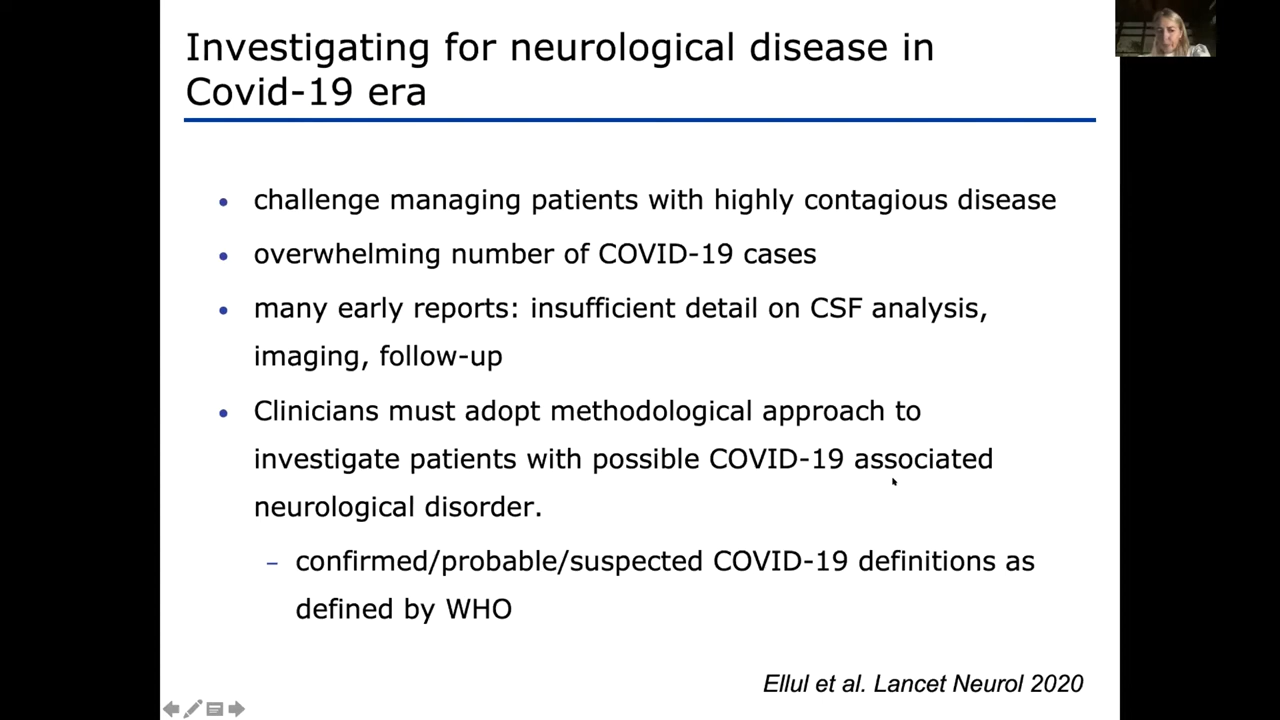 Investigating for neurological disease in
Covid-19 era
• challenge managing patients with highly contagious disease
• overwhelming number of COVID-19 cases
• many early reports: insufficient detail on CSF analysis,
imaging, follow-up
• Clinicians must adopt methodological approach to
investigate patients with possible COVID-19 associated
neurological disorder.
– confirmed/probable/suspected COVID-19 definitions as
defined by WHO
Ellul et al. Lancet Neurol 2020